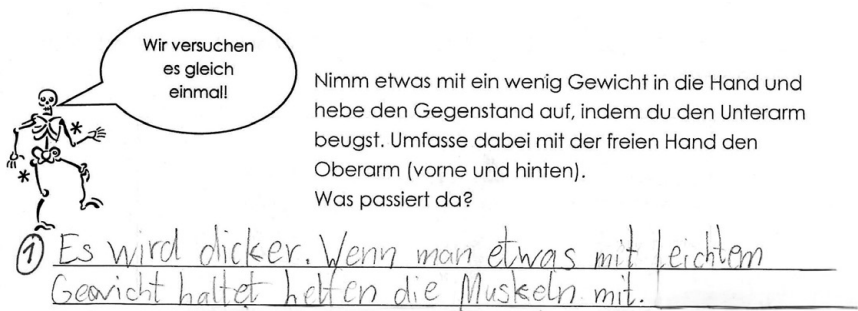 Wir versuchen
es gleich
einmal!
Nimm etwas mit ein wenig Gewicht in die Hand und
hebe den Gegenstand auf, indem du den Unterarm
beugst. Umfasse dabei mit der freien Hand den
Oberarm (vorne und hinten).
Was passiert da?
① Es wird dicker. Wenn man etwas mit leichtem
Gewicht haltet helfen die Muskeln mit.